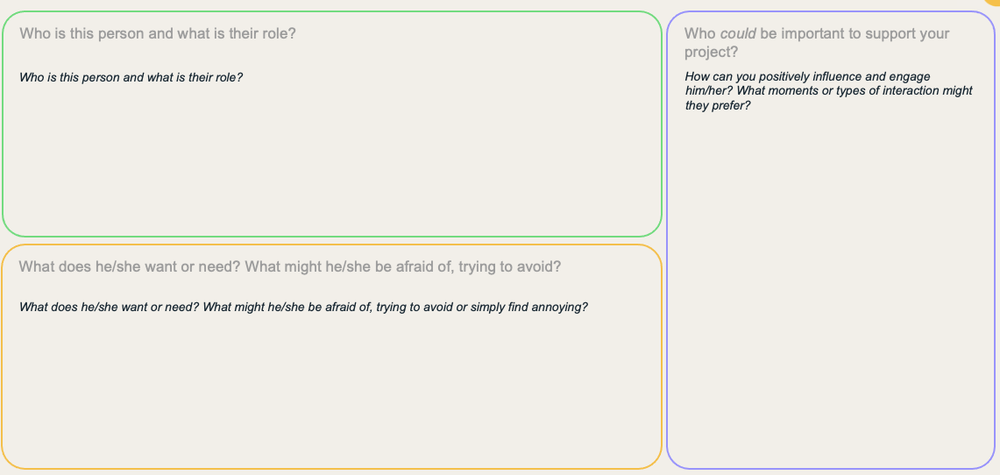 Who is this person and what is their role?
Who is this person and what is their role?
What does he/she want or need? What might he/she be afraid of, trying to avoid?
What does he/she want or need? What might he/she be afraid of, trying to avoid or simply find annoying?
Who could be important to support your
project?
How can you positively influence and engage
him/her? What moments or types of interaction might
they prefer?